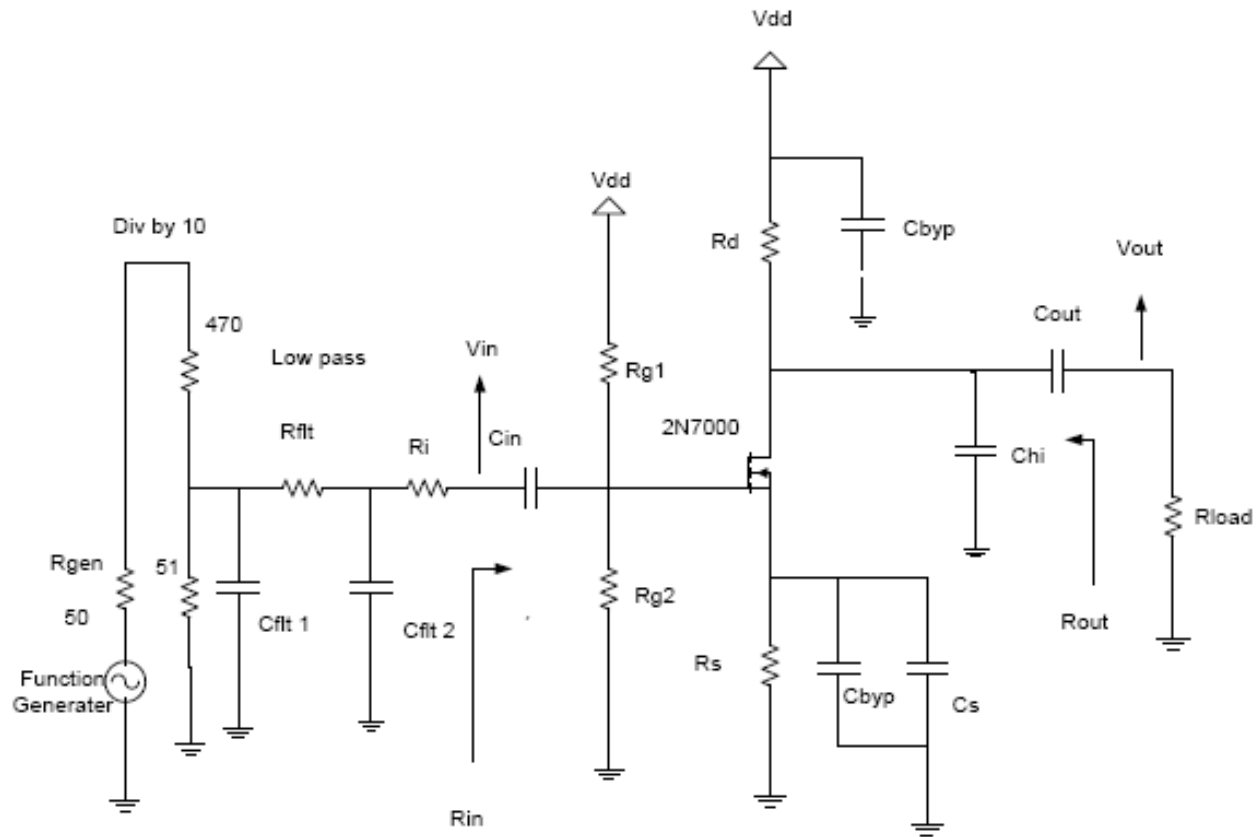 Vdd
Vdd
Div by 10
Rd
Cbyp
Vout
470
Cout
Low pass
Vin
Rg1
2N7000
Rflt
Ri
Cin
Chi
Rload
Rgen
51
50
Cflt 1
Cflt 2
Rg2
Rout
Function
Generater
Rs
Cbyp
Cs
Rin